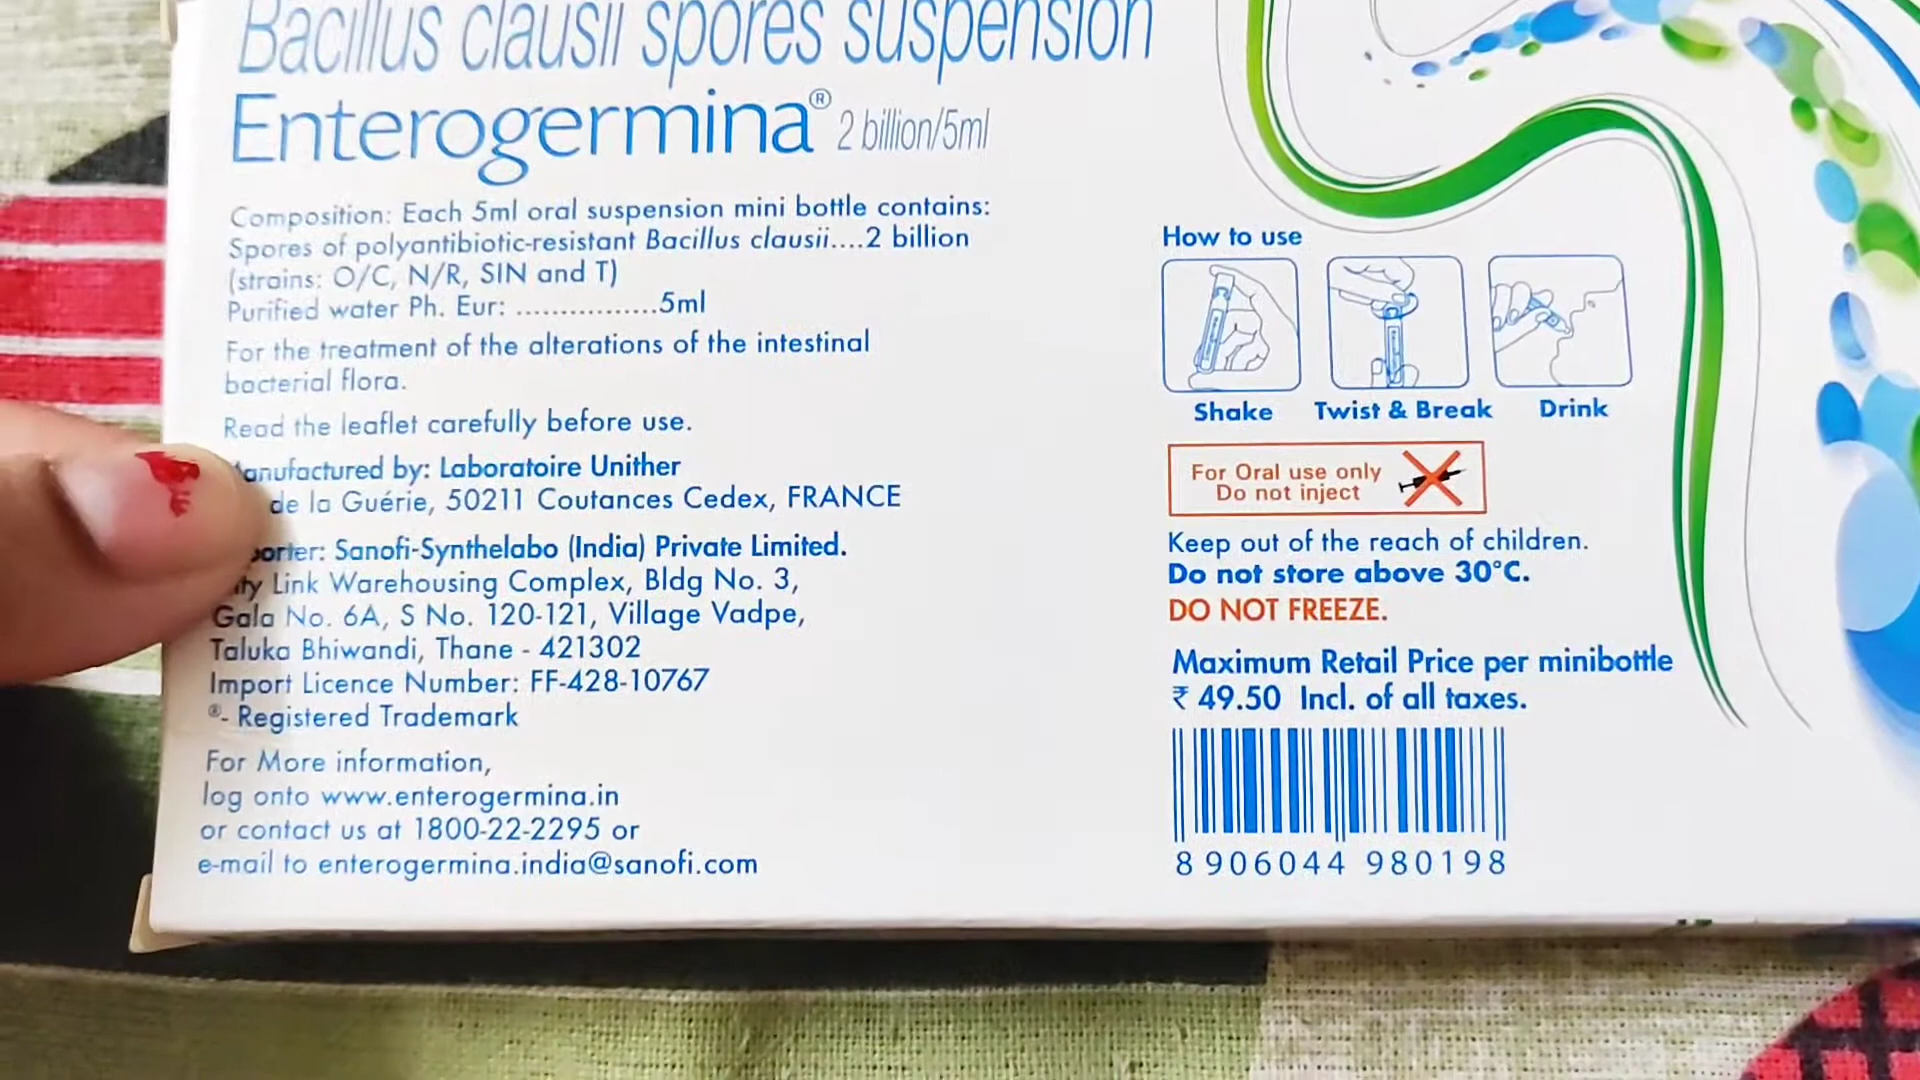 Bacillus clausii spores suspension
Enterogermina® 2 billion/5ml
Composition: Each 5ml oral suspension mini bottle contains:
Spores of polyantibiotic-resistant Bacillus clausii....2 billion
(strains: O/C, N/R, SIN and T)
Purified water Ph. Eur: ................5ml
For the treatment of the alterations of the intestinal
bacterial flora.
Read the leaflet carefully before use.
by: Laboratoire Unither
de la Guérie, 50211 Coutances Cedex, FRANCE
Sanofi-Synthelabo (India) Private Limited.
Link Warehousing Complex, Bldg No. 3,
Gala No. 6A, S No. 120-121, Village Vadpe,
Taluka Bhiwandi, Thane - 421302
Import Licence Number: FF-428-10767
®- Registered Trademark
For More information,
log onto www.enterogermina.in
or contact us at 1800-22-2295 or
e-mail to enterogermina.india@sanofi.com
How to use
Shake Twist & Break Drink
For Oral use only
Do not inject
Keep out of the reach of children.
Do not store above 30°C.
DO NOT FREEZE.
Maximum Retail Price per minibottle
₹ 49.50 Incl. of all taxes.
8 906044 980198